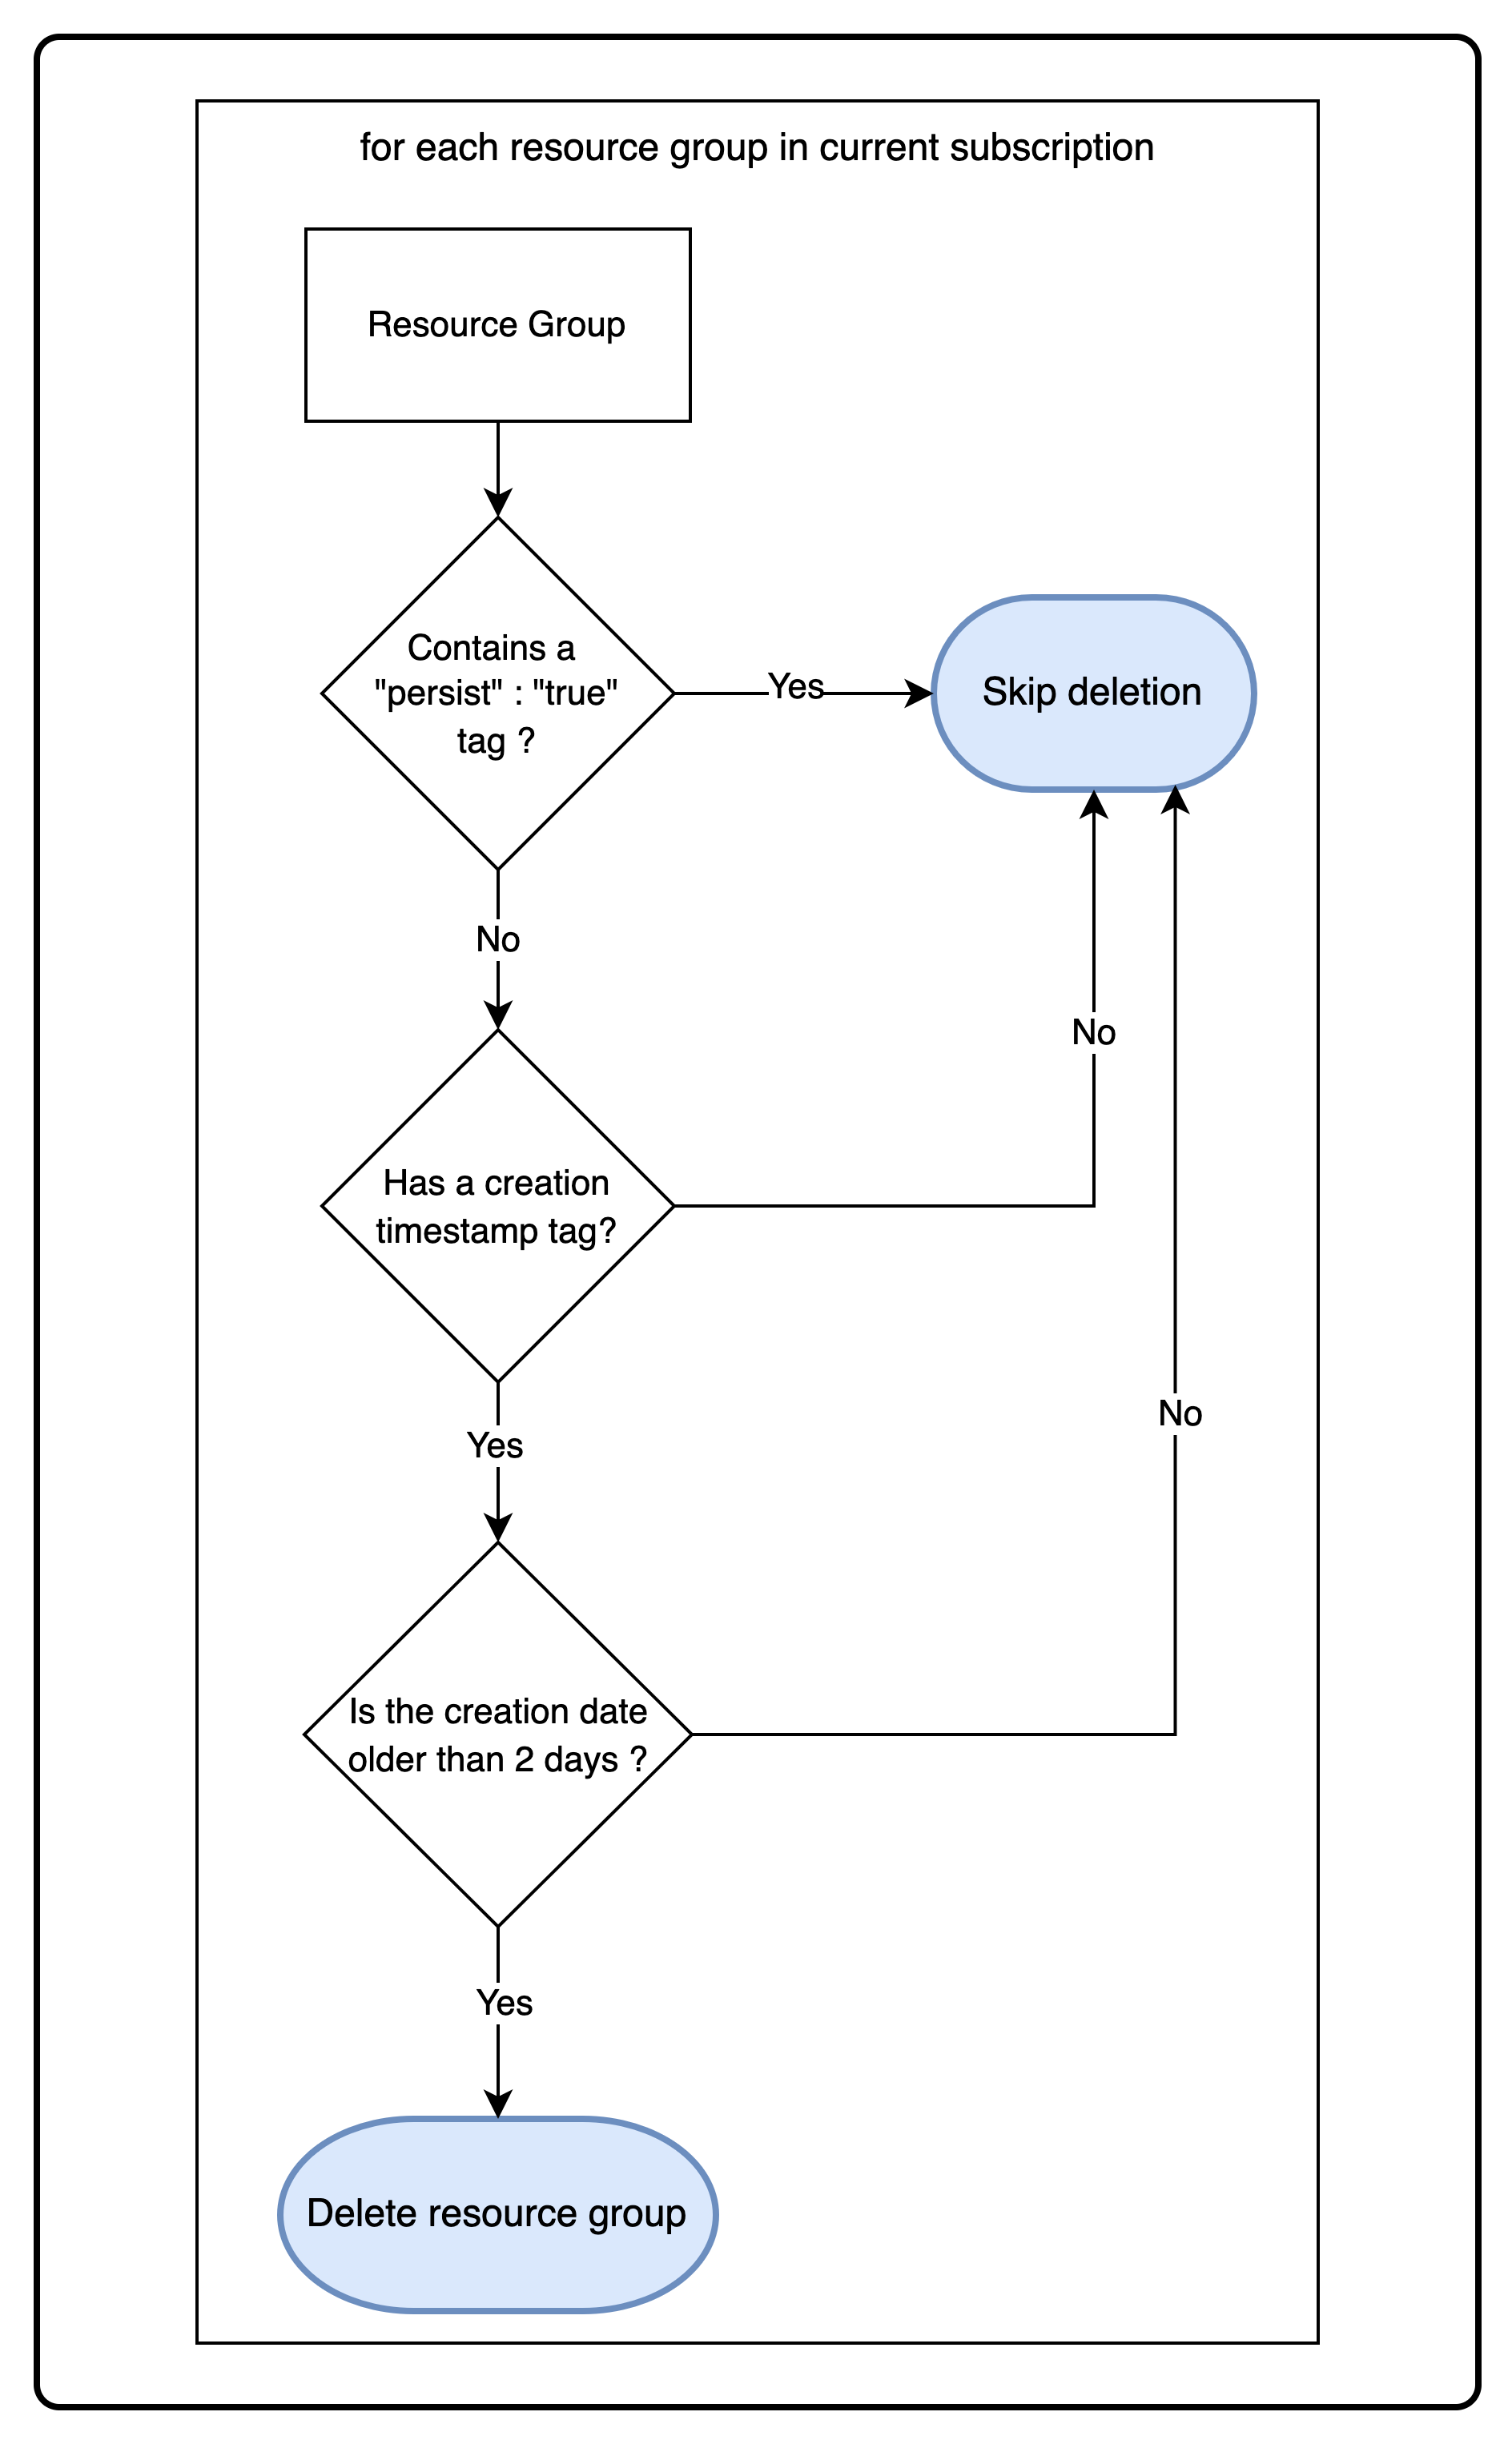 for each resource group in current subscription
Resource Group
Contains a
"persist" : "true"
tag ?
Yes
Skip deletion
No
No
Has a creation
timestamp tag?
No
Yes
Is the creation date
older than 2 days ?
Yes
Delete resource group